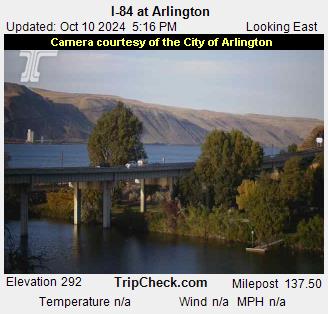 I-84 at Arlington
Updated: Oct 10 2024 5:16 PM Looking East
Camera courtesy of the City of Arlington
Elevation 292 TripCheck.com Milepost 137.50
Temperature n/a Wind n/a MPH n/a